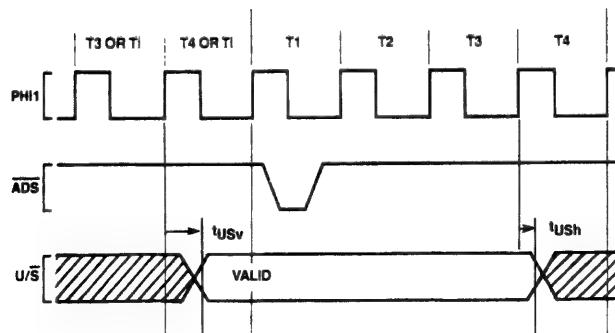 T3 OR Ti T4 OR Ti T1 T2 T3 T4
PHI1
ADS
tUSv tUSh
U/S VALID